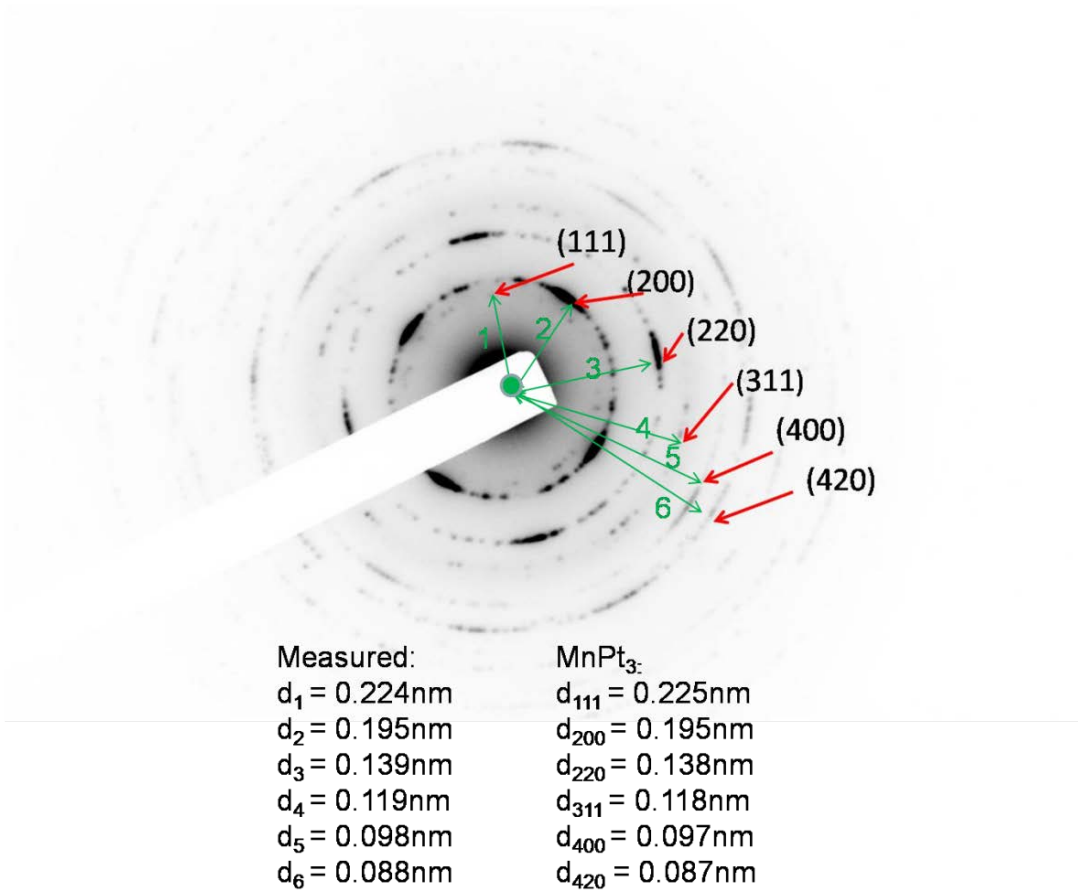 (111)
(200)
1
2
(220)
3
(311)
4
(400)
5
(420)
6
Measured:
d₁ = 0.224nm
d₂ = 0.195nm
d₃ = 0.139nm
d₄ = 0.119nm
d₅ = 0.098nm
d₆ = 0.088nm
MnPt₃:
d₁₁₁ = 0.225nm
d₂₀₀ = 0.195nm
d₂₂₀ = 0.138nm
d₃₁₁ = 0.118nm
d₄₀₀ = 0.097nm
d₄₂₀ = 0.087nm